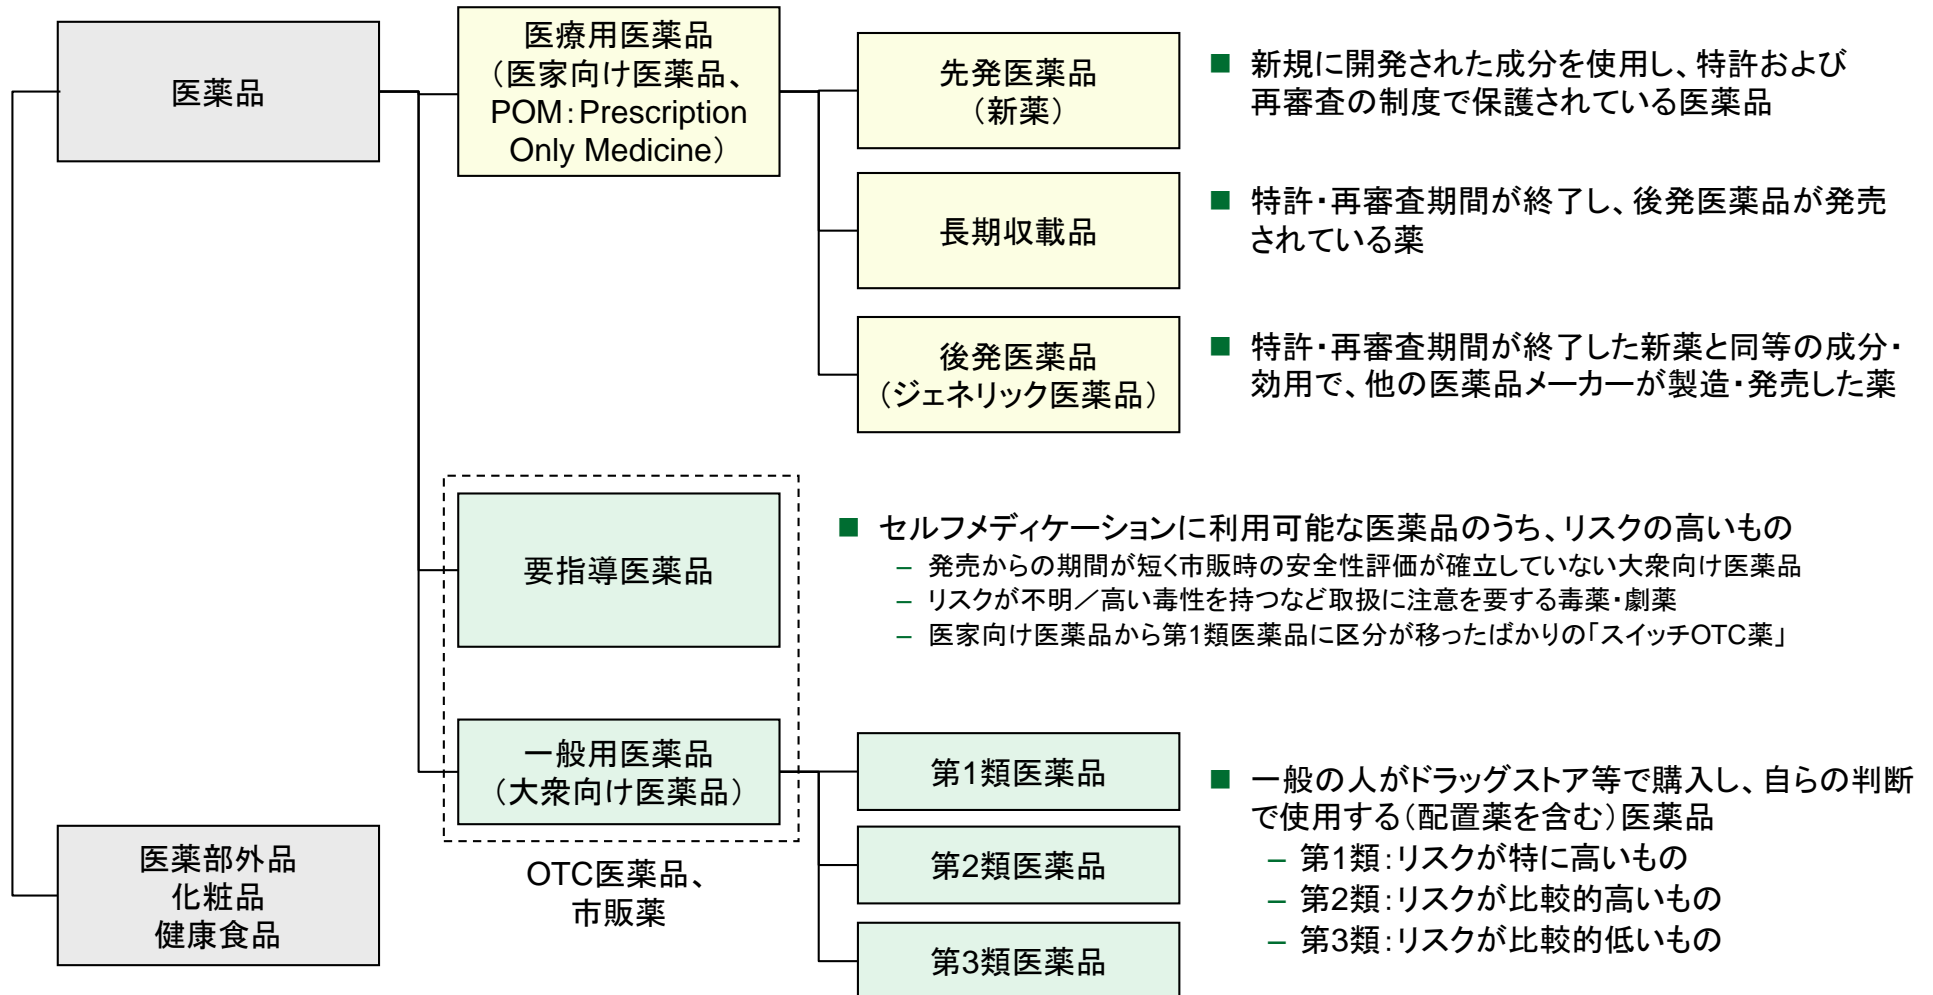 医薬品
医療用医薬品
（医家向け医薬品、
POM：Prescription
Only Medicine）
先発医薬品
（新薬）
■ 新規に開発された成分を使用し、特許および
再審査の制度で保護されている医薬品
長期収載品
■ 特許・再審査期間が終了し、後発医薬品が発売
されている薬
後発医薬品
（ジェネリック医薬品）
■ 特許・再審査期間が終了した新薬と同等の成分・
効用で、他の医薬品メーカーが製造・発売した薬
要指導医薬品
■ セルフメディケーションに利用可能な医薬品のうち、リスクの高いもの
– 発売からの期間が短く市販時の安全性評価が確立していない大衆向け医薬品
– リスクが不明／高い毒性を持つなど取扱に注意を要する毒薬・劇薬
– 医家向け医薬品から第1類医薬品に区分が移ったばかりの「スイッチOTC薬」
一般用医薬品
（大衆向け医薬品）
OTC医薬品、
市販薬
第1類医薬品
第2類医薬品
第3類医薬品
■ 一般の人がドラッグストア等で購入し、自らの判断
で使用する（配置薬を含む）医薬品
– 第1類：リスクが特に高いもの
– 第2類：リスクが比較的高いもの
– 第3類：リスクが比較的低いもの
医薬部外品
化粧品
健康食品